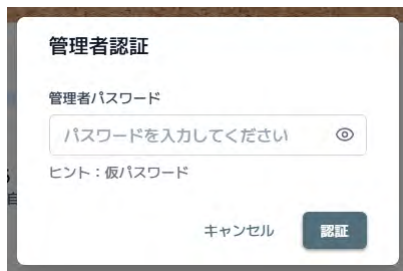 管理者認証
管理者パスワード
パスワードを入力してください
ヒント：仮パスワード
キャンセル
認証